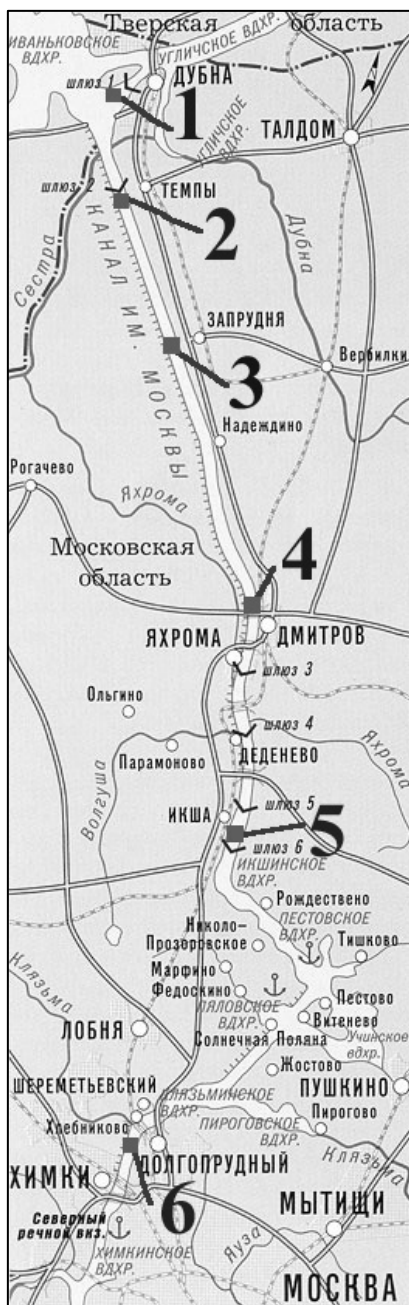 Тверская область
ИВАНЬКОВСКОЕ
ВДХР.
УГЛИЧСКОЕ
ВДХР.
шлюз 1
ДУБНА
1
ТАЛДОМ
УГЛИЧСКОЕ
ВДХР.
шлюз 2
ТЕМПЫ
2
Сестра
КАНАЛ ИМ. МОСКВЫ
Дубна
ЗАПРУДНЯ
3
Вербилки
Надеждино
Рогачево
Яхрома
Московская
область
4
ЯХРОМА
ДМИТРОВ
шлюз 3
Ольгино
шлюз 4
Парамоново
ДЕДЕНЕВО
Яхрома
Волгуша
шлюз 5
ИКША
5
шлюз 6
ИКШИНСКОЕ
ВДХР.
Рождествено
ПЕСТОВСКОЕ
ВДХР.
Николо-
Прозоровское
Тишково
Марфино
Федоскино
Клязьма
ПЯЛОВСКОЕ
ВДХР.
Пестово
Витенево
ЛОБНЯ
Солнечная Поляна
Учинское
вдхр.
Жостово
ШЕРЕМЕТЬЕВСКИЙ
КЛЯЗЬМИНСКОЕ
ВДХР.
ПУШКИНО
Хлебниково
ПИРОГОВСКОЕ
ВДХР.
Пирогово
ДОЛГОПРУДНЫЙ
Клязьма
ХИМКИ
6
МЫТИЩИ
Северный
речной вкз.
ХИМКИНСКОЕ
ВДХР.
Яуза
МОСКВА